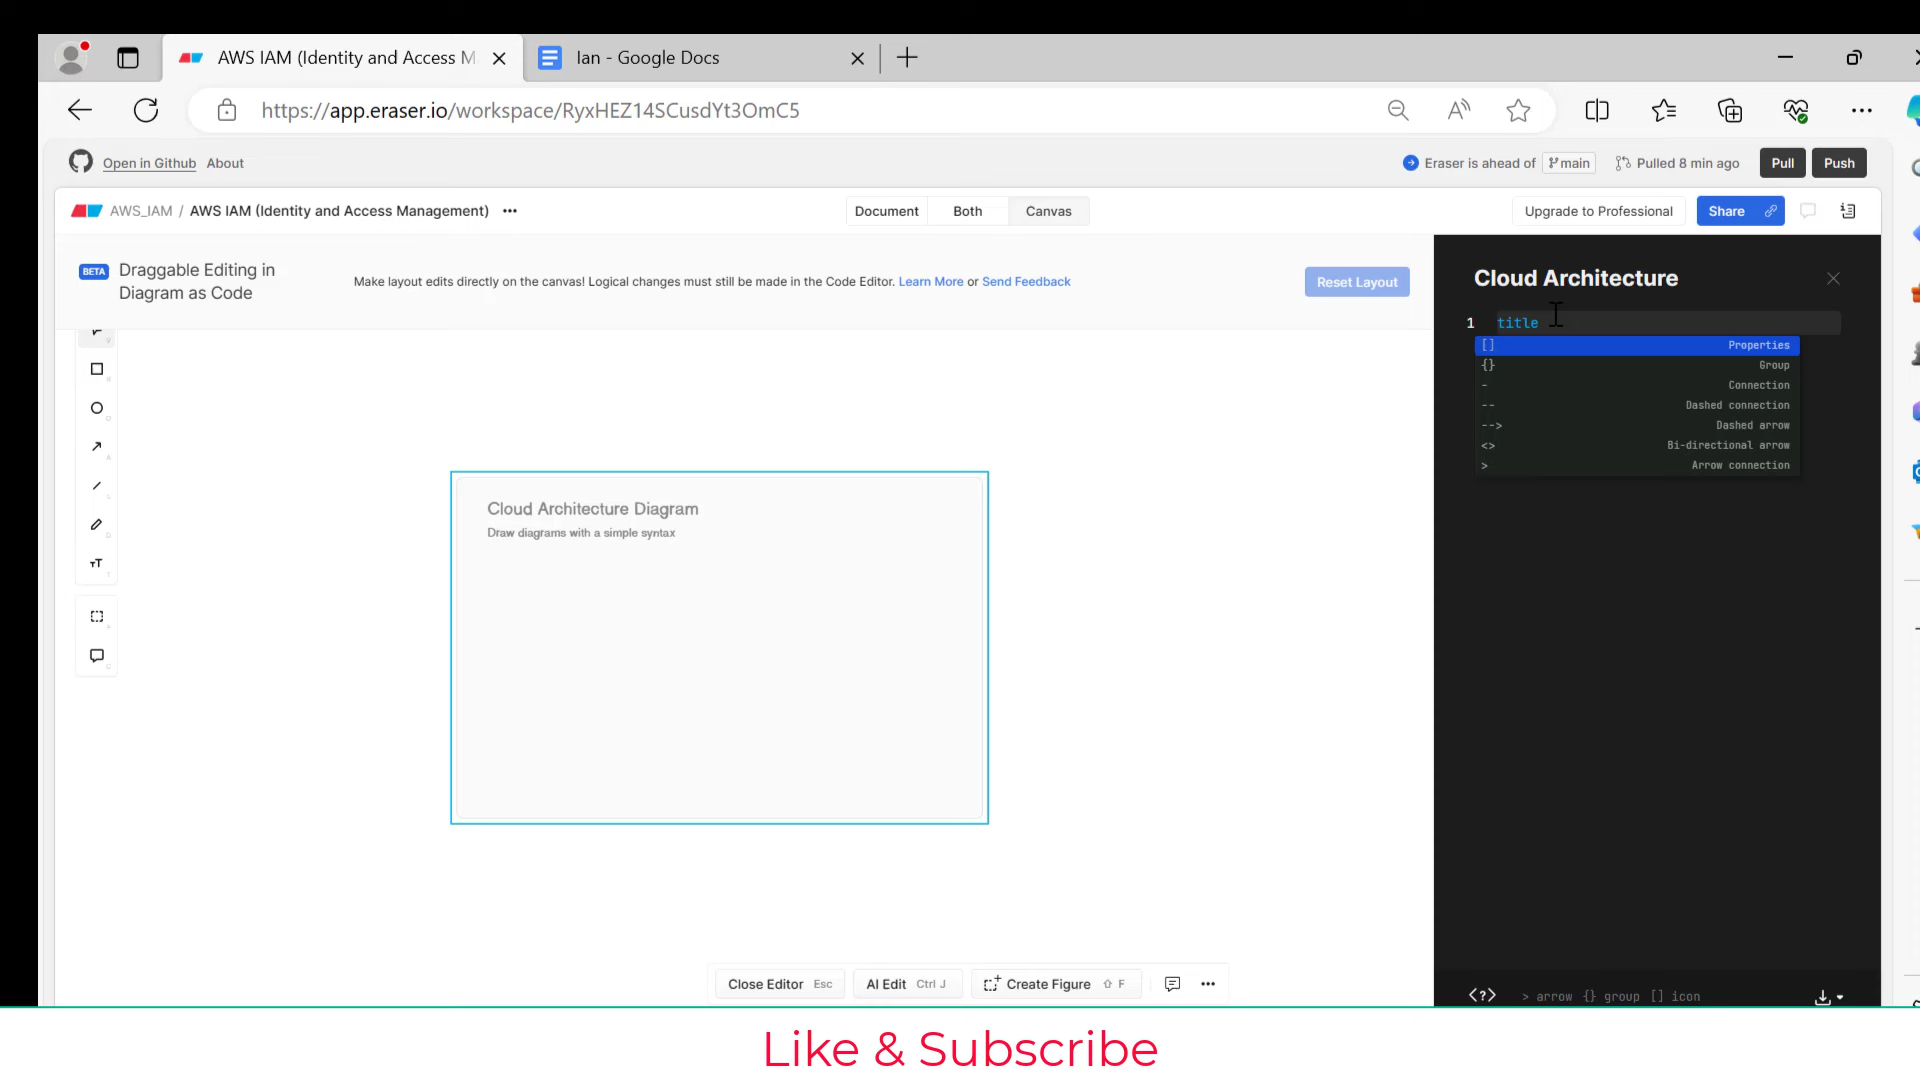 AWS IAM (Identity and Access M
Ian - Google Docs
https://app.eraser.io/workspace/RyxHEZ14SCusdYt3OmC5
Open in Github About
Eraser is ahead of main Pulled 8 min ago Pull Push
AWS_IAM / AWS IAM (Identity and Access Management) ...
Document Both Canvas
Upgrade to Professional Share
BETA Draggable Editing in
Diagram as Code
Make layout edits directly on the canvas! Logical changes must still be made in the Code Editor. Learn More or Send Feedback
Reset Layout
Cloud Architecture
1 title
[] Properties
{} Group
- Connection
-- Dashed connection
--> Dashed arrow
<> Bi-directional arrow
> Arrow connection
Cloud Architecture Diagram
Draw diagrams with a simple syntax
TT
Close Editor Esc AI Edit Ctrl J Create Figure ⇧ F
<?> > arrow {} group [] icon
Like & Subscribe